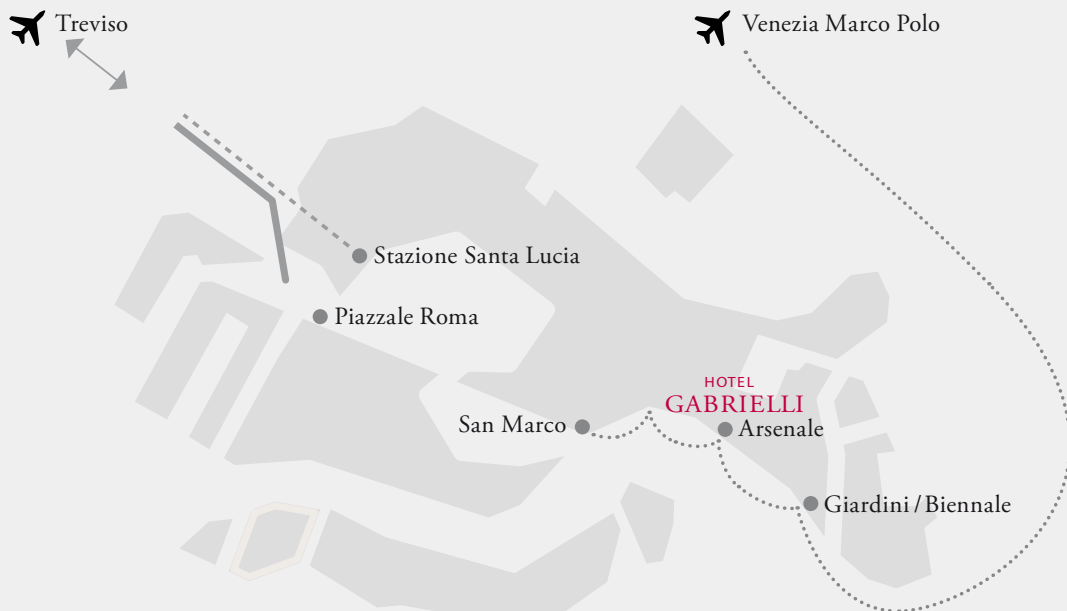 Treviso
Venezia Marco Polo
Stazione Santa Lucia
Piazzale Roma
HOTEL
GABRIELLI
San Marco
Arsenale
Giardini / Biennale